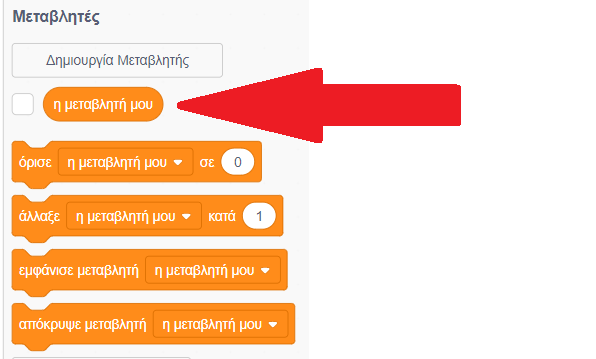 Μεταβλητές
Δημιουργία Μεταβλητής
η μεταβλητή μου
όρισε η μεταβλητή μου σε 0
άλλαξε η μεταβλητή μου κατά 1
εμφάνισε μεταβλητή η μεταβλητή μου
απόκρυψε μεταβλητή η μεταβλητή μου